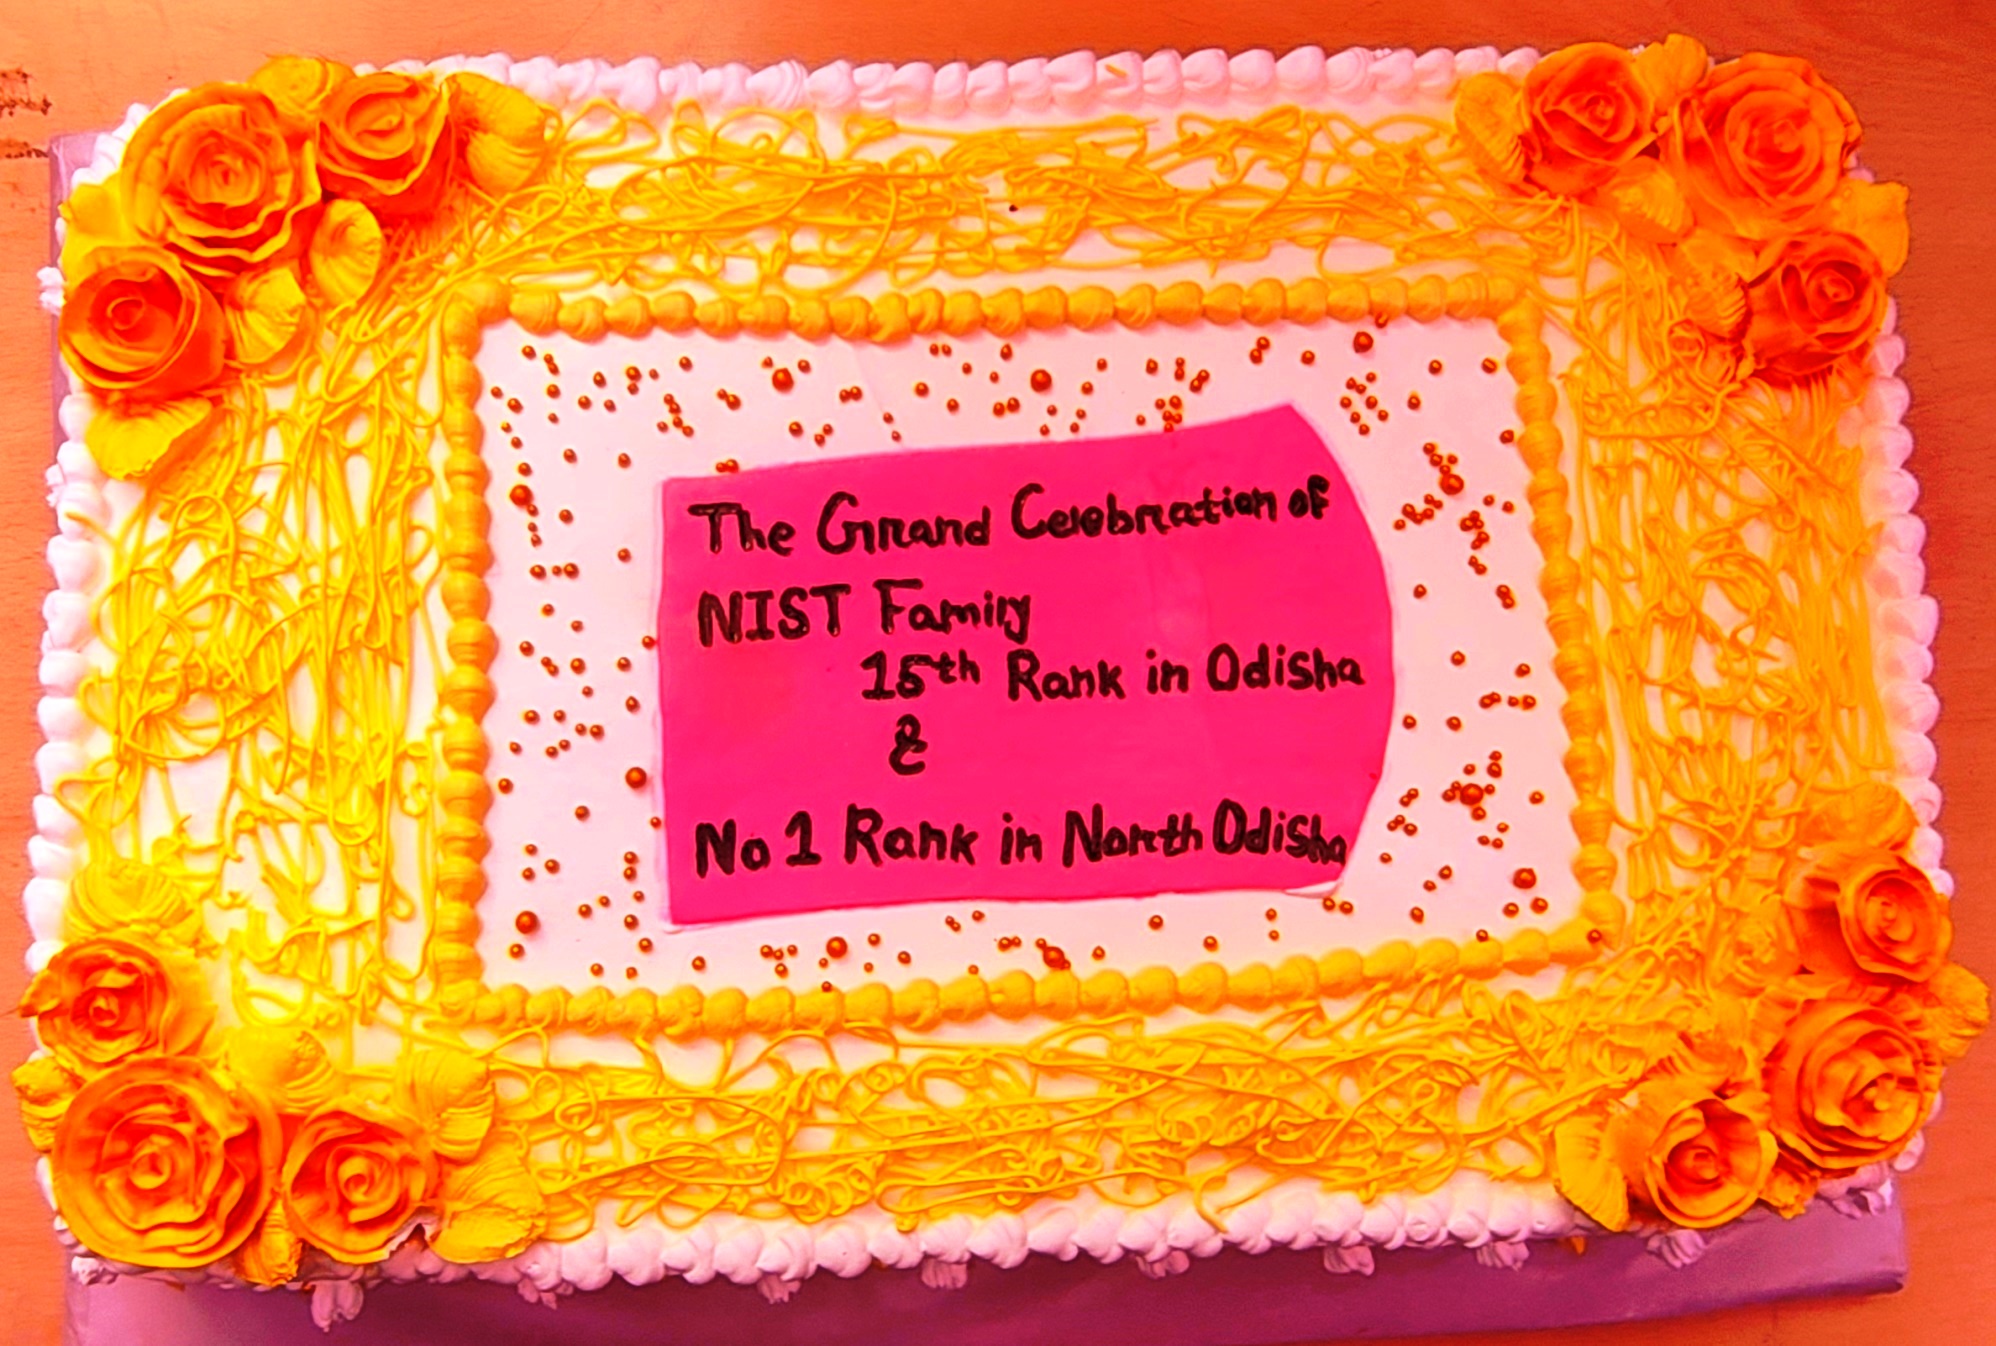 The Grand Celebration of
NIST Family
15th Rank in Odisha
&
No 1 Rank in North Odisha